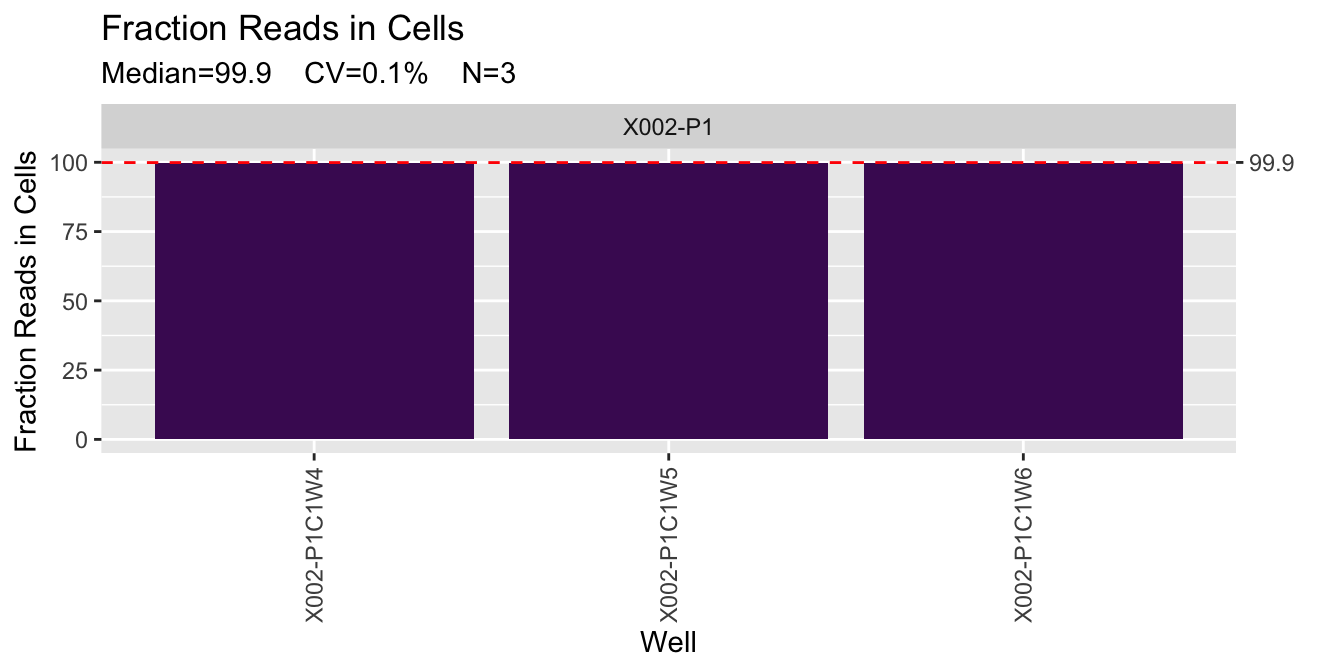 Fraction Reads in Cells
Median=99.9 CV=0.1% N=3
X002-P1
Fraction Reads in Cells
100
75
50
25
0
99.9
X002-P1C1W4
X002-P1C1W5
X002-P1C1W6
Well